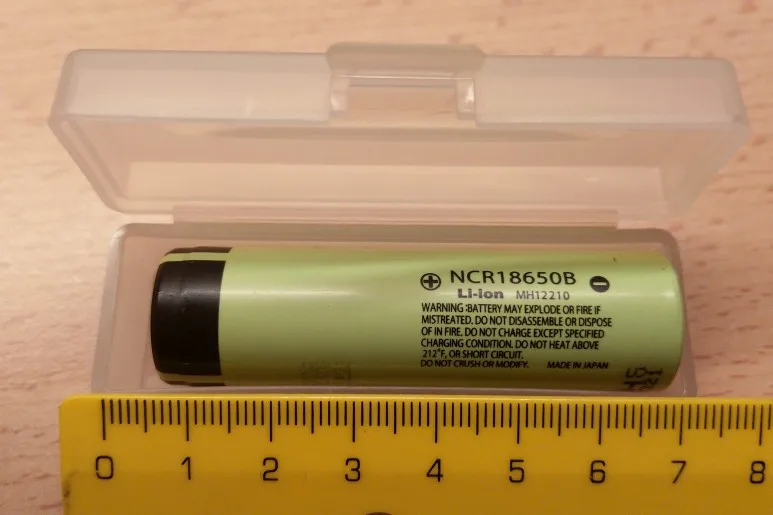 ⊕ NCR18650B ⊖
Li-ion MH12210
WARNING:BATTERY MAY EXPLODE OR FIRE IF
MISTREATED. DO NOT DISASSEMBLE OR DISPOSE
OF IN FIRE. DO NOT CHARGE EXCEPT SPECIFIED
CHARGING CONDITION. DO NOT HEAT ABOVE
212°F, OR SHORT CIRCUIT.
DO NOT CRUSH OR MODIFY. MADE IN JAPAN
0 1 2 3 4 5 6 7 8